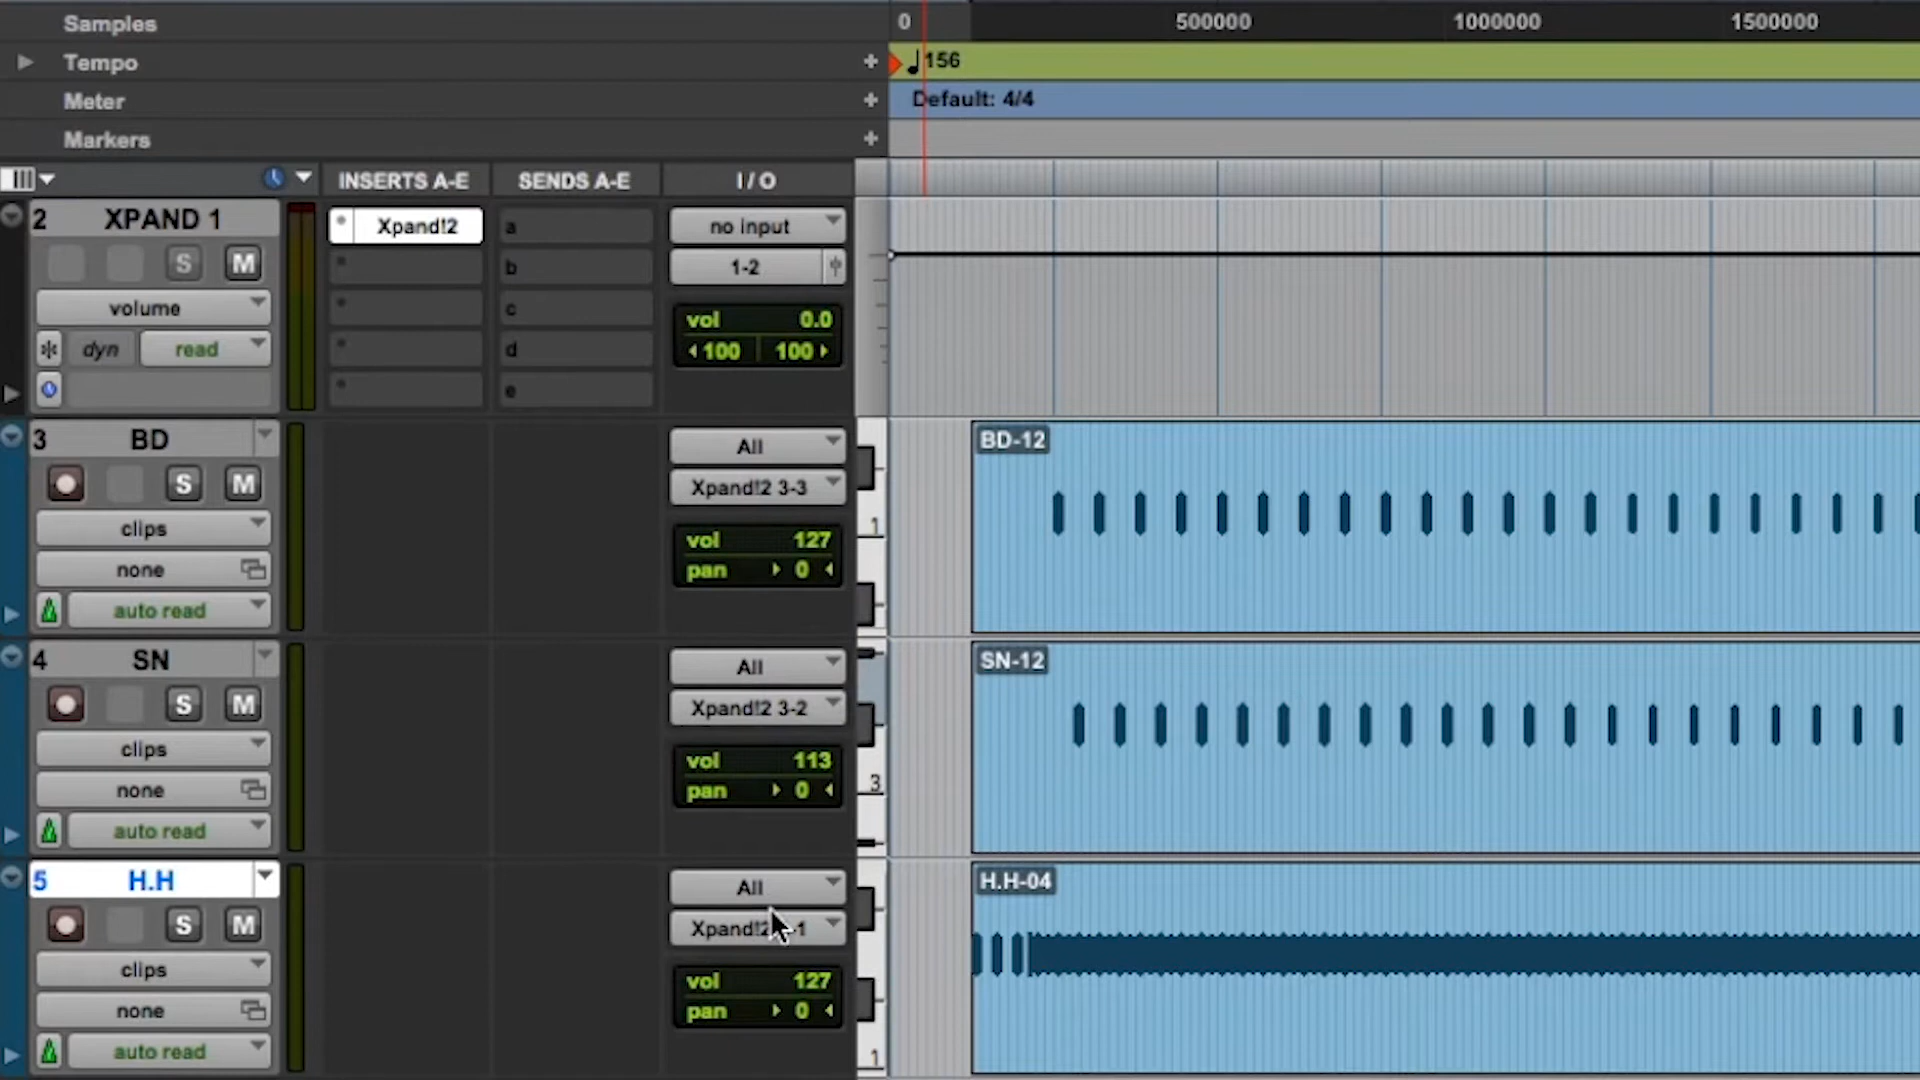 Samples 0 500000 1000000 1500000
Tempo + 156
Meter + Default: 4/4
Markers +
INSERTS A-E SENDS A-E I / O
2 XPAND 1 Xpand!2 a no input
S M b 1-2
volume c vol 0.0
dyn read d 100 100
e
3 BD All BD-12
S M Xpand!2 3-3
clips vol 127 1
none pan 0
auto read
4 SN All SN-12
S M Xpand!2 3-2
clips vol 113
none pan 0 3
auto read
5 H.H All H.H-04
S M Xpand!2 -1
clips vol 127
none pan 0
auto read 1